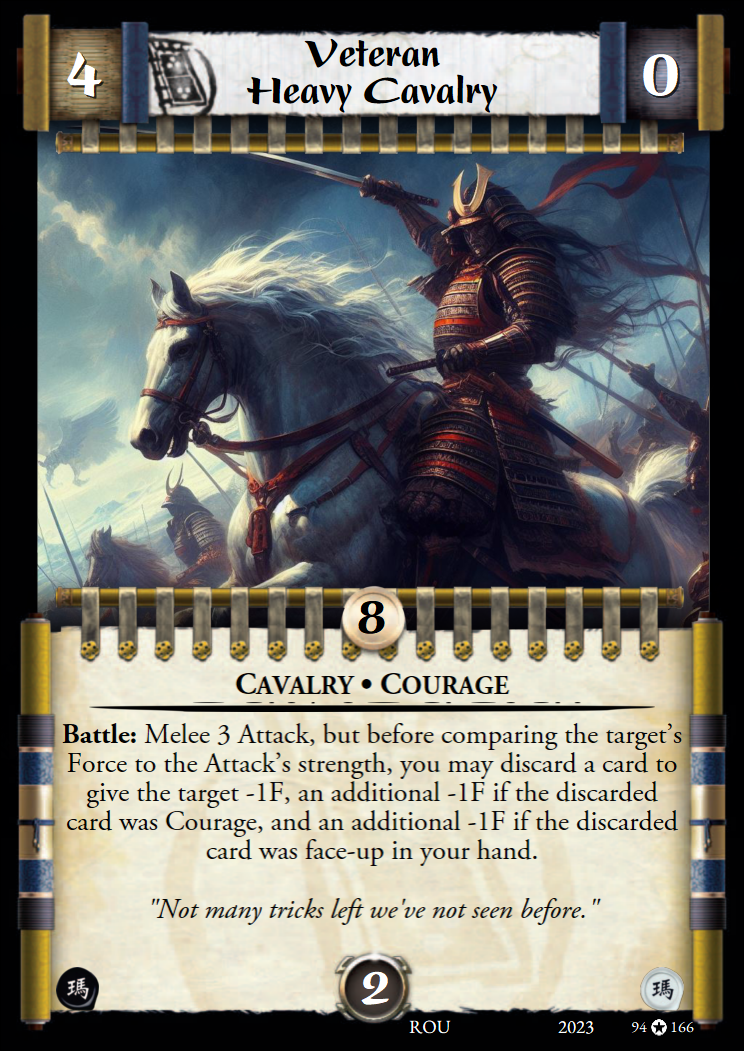 4
Veteran
Heavy Cavalry
0
8
Cavalry • Courage
Battle: Melee 3 Attack, but before comparing the target's
Force to the Attack's strength, you may discard a card to
give the target -1F, an additional -1F if the discarded
card was Courage, and an additional -1F if the discarded
card was face-up in your hand.
"Not many tricks left we've not seen before."
瑪
2
瑪
ROU 2023 94 ✪ 166